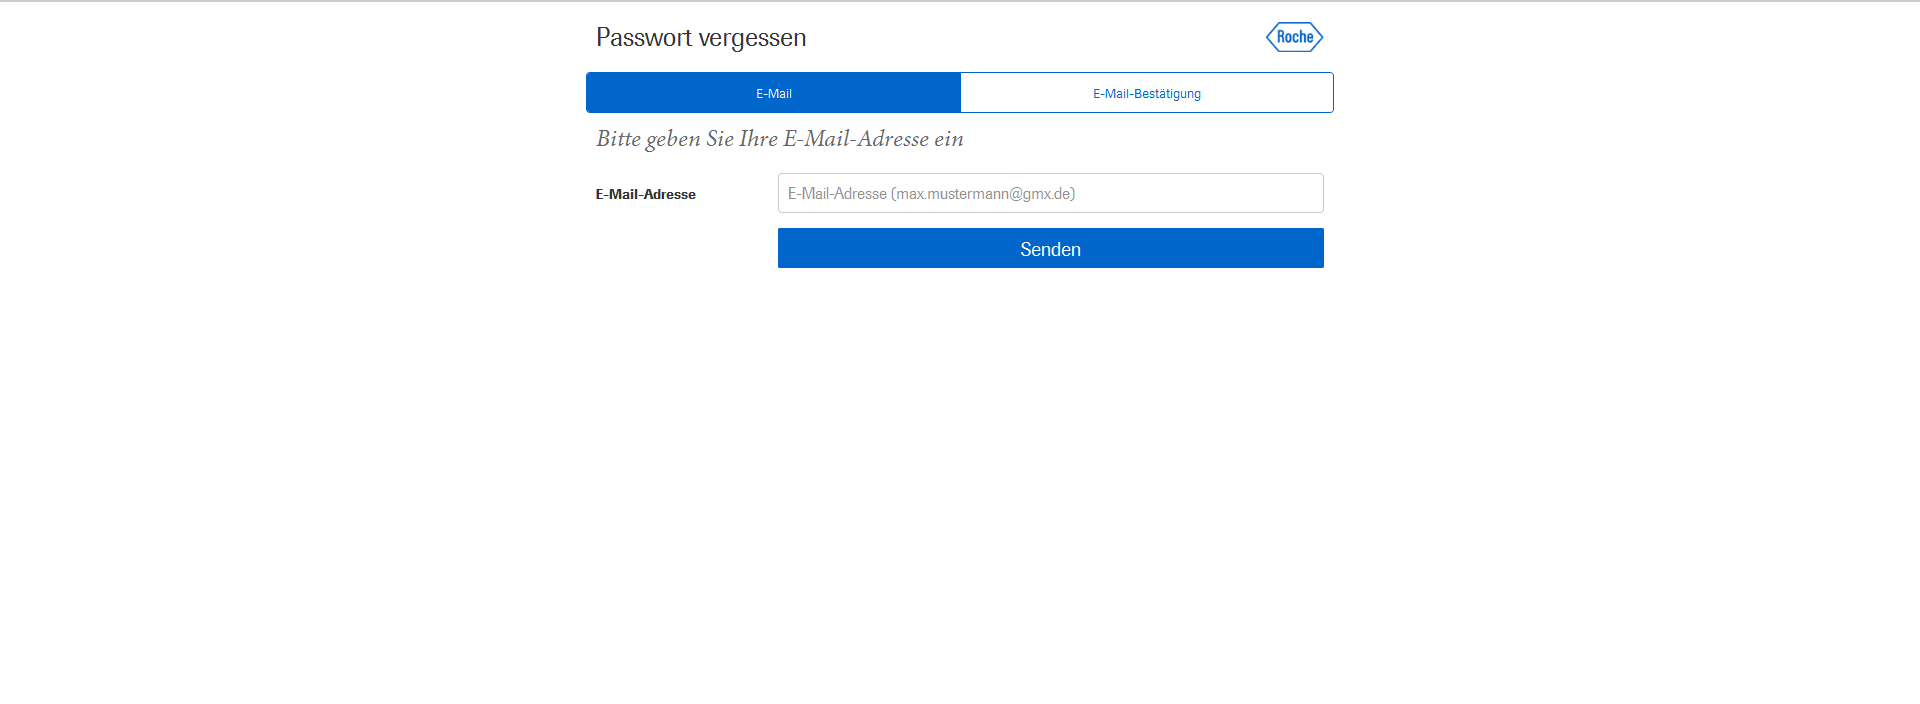 Passwort vergessen
Roche
E-Mail
E-Mail-Bestätigung
Bitte geben Sie Ihre E-Mail-Adresse ein
E-Mail-Adresse
E-Mail-Adresse (max.mustermann@gmx.de)
Senden